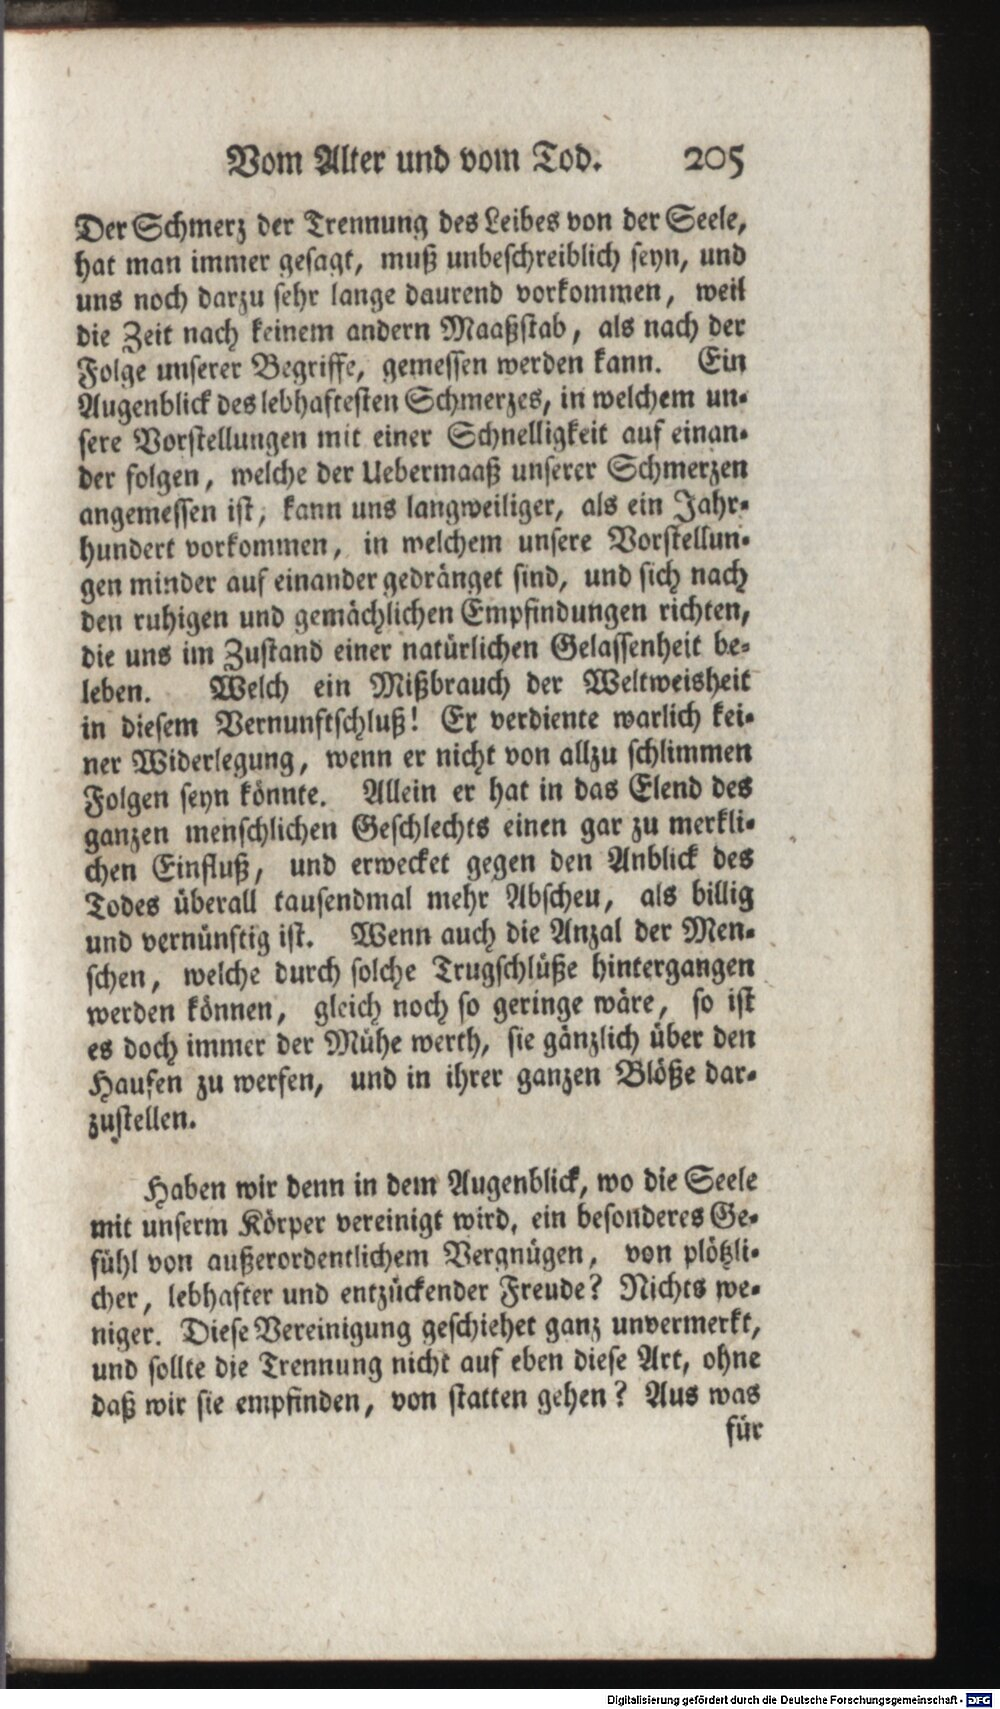 Vom Alter und vom Tod. 205
Der Schmerz der Trennung des Leibes von der Seele,
hat man immer gesagt, muß unbeschreiblich seyn, und
uns noch darzu sehr lange daurend vorkommen, weil
die Zeit nach keinem andern Maaßstab, als nach der
Folge unserer Begriffe, gemessen werden kann. Ein
Augenblick des lebhaftesten Schmerzes, in welchem un-
sere Vorstellungen mit einer Schnelligkeit auf einan-
der folgen, welche der Uebermaaß unserer Schmerzen
angemessen ist, kann uns langweiliger, als ein Jahr-
hundert vorkommen, in welchem unsere Vorstellun-
gen minder auf einander gedränget sind, und sich nach
den ruhigen und gemächlichen Empfindungen richten,
die uns im Zustand einer natürlichen Gelassenheit be-
leben. Welch ein Mißbrauch der Weltweisheit
in diesem Vernunftschluß! Er verdiente warlich kei-
ner Widerlegung, wenn er nicht von allzu schlimmen
Folgen seyn könnte. Allein er hat in das Elend des
ganzen menschlichen Geschlechts einen gar zu merkli-
chen Einfluß, und erwecket gegen den Anblick des
Todes überall tausendmal mehr Abscheu, als billig
und vernünftig ist. Wenn auch die Anzal der Men-
schen, welche durch solche Trugschlüße hintergangen
werden können, gleich noch so geringe wäre, so ist
es doch immer der Mühe werth, sie gänzlich über den
Haufen zu werfen, und in ihrer ganzen Blöße dar-
zustellen.
Haben wir denn in dem Augenblick, wo die Seele
mit unserm Körper vereinigt wird, ein besonderes Ge-
fühl von außerordentlichem Vergnügen, von plötzli-
cher, lebhafter und entzückender Freude? Nichts we-
niger. Diese Vereinigung geschiehet ganz unvermerkt,
und sollte die Trennung nicht auf eben diese Art, ohne
daß wir sie empfinden, von statten gehen? Aus was
für
Digitalisierung gefördert durch die Deutsche Forschungsgemeinschaft - DFG